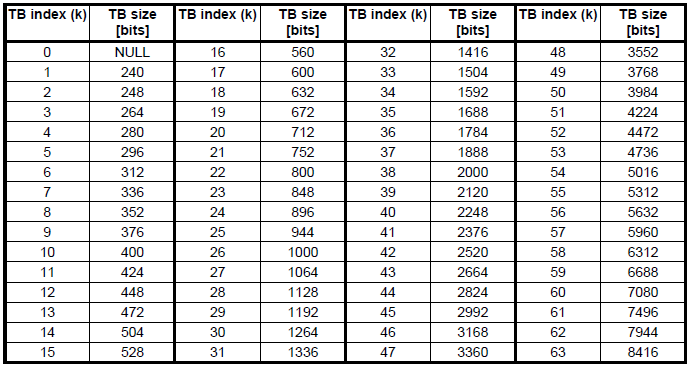 TB index (k) TB size [bits] TB index (k) TB size [bits] TB index (k) TB size [bits] TB index (k) TB size [bits]
0 NULL 16 560 32 1416 48 3552
1 240 17 600 33 1504 49 3768
2 248 18 632 34 1592 50 3984
3 264 19 672 35 1688 51 4224
4 280 20 712 36 1784 52 4472
5 296 21 752 37 1888 53 4736
6 312 22 800 38 2000 54 5016
7 336 23 848 39 2120 55 5312
8 352 24 896 40 2248 56 5632
9 376 25 944 41 2376 57 5960
10 400 26 1000 42 2520 58 6312
11 424 27 1064 43 2664 59 6688
12 448 28 1128 44 2824 60 7080
13 472 29 1192 45 2992 61 7496
14 504 30 1264 46 3168 62 7944
15 528 31 1336 47 3360 63 8416